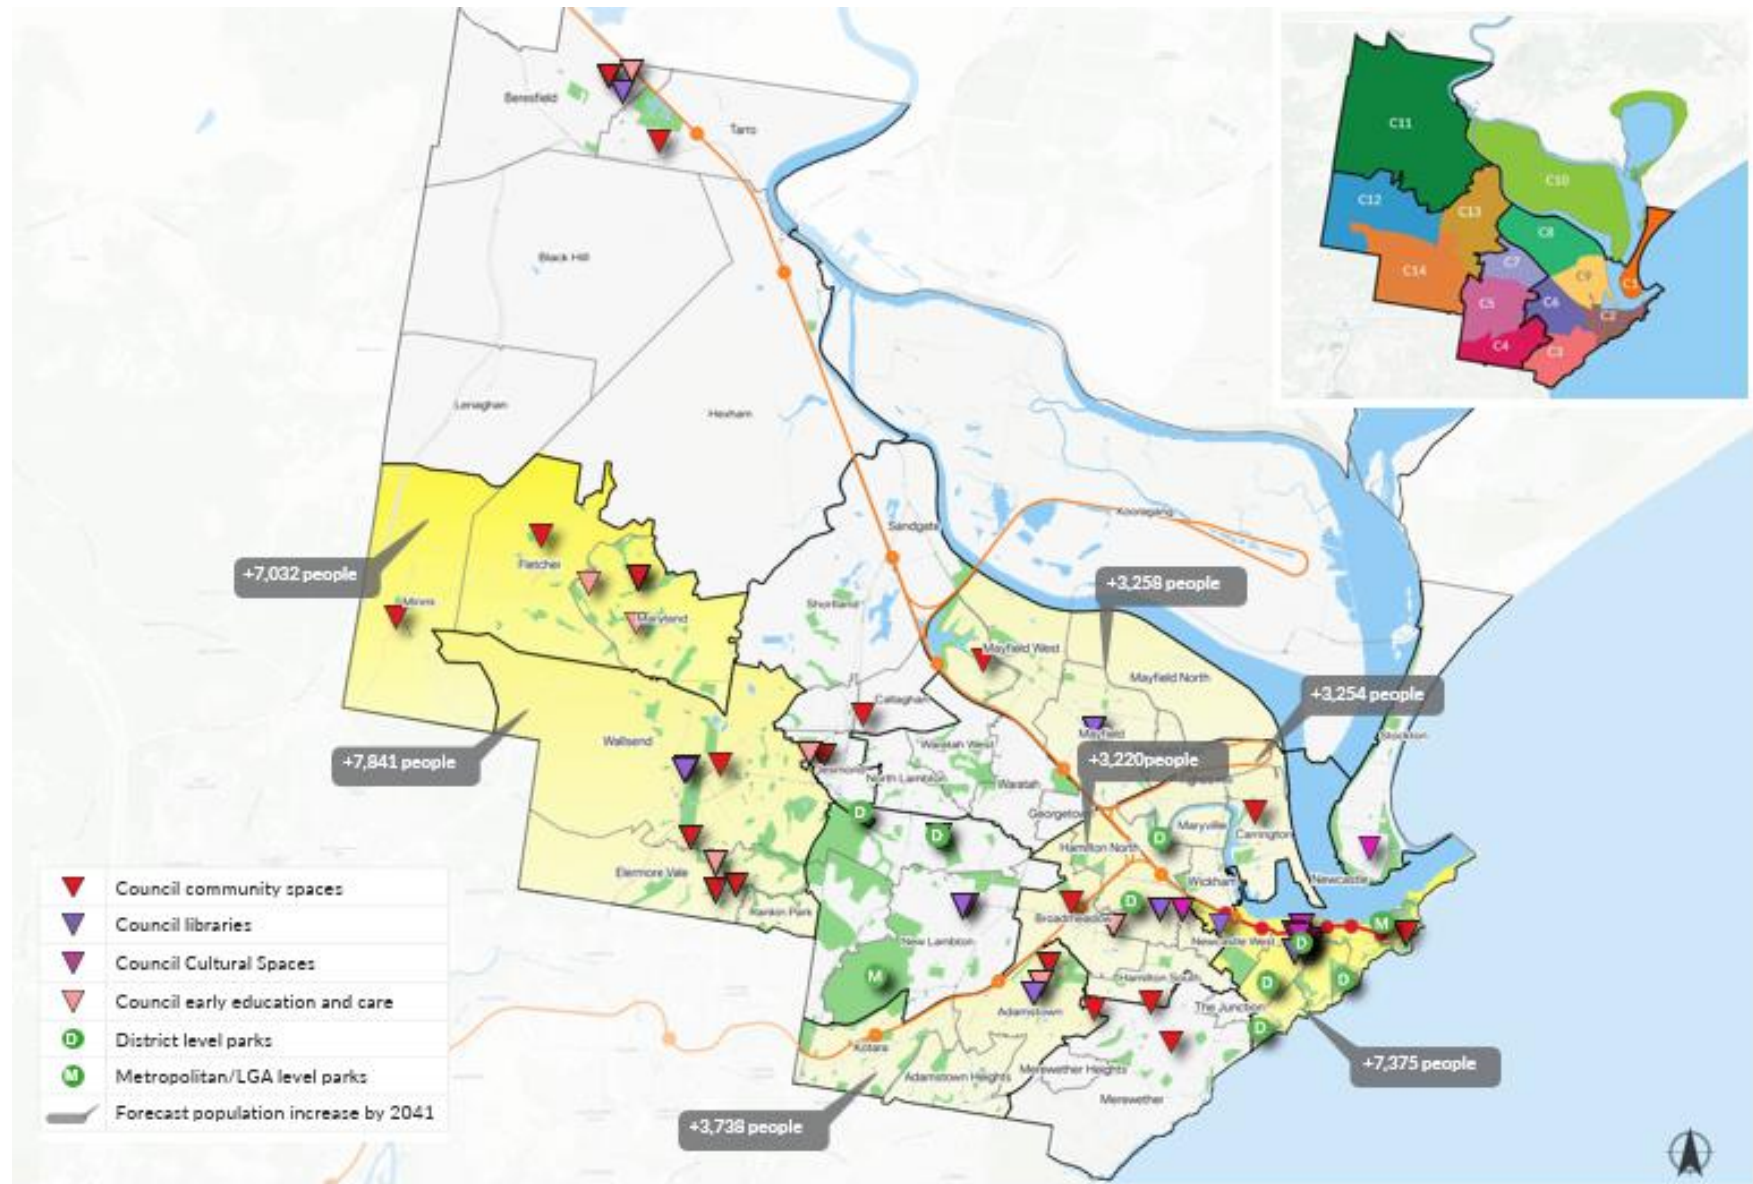 Beresfield
Tarro
Black Hill
Lenaghan
Hexham
C11
C10
C12
C13
C8
C14
C7
C9
C1
C5
C6
C2
C4
C3
Sandgate
Kooragang
Fletcher
+7,032 people
+3,258 people
Minmi
Maryland
Shortland
Mayfield West
Mayfield North
+3,254 people
Callaghan
Stockton
Mayfield
Wallsend
Waratah West
+7,841 people
+3,220people
North Lambton
Waratah
Georgetown
D
D
D
Maryville
Carrington
Hamilton North
Elermore Vale
Wickham
Newcastle
Rankin Park
D
Broadmeadow
M
New Lambton
Newcastle West
D
M
Hamilton South
D
D
Adamstown
The Junction
D
Kotara
Adamstown Heights
Merewether Heights
+7,375 people
Merewether
+3,738 people
Council community spaces
Council libraries
Council Cultural Spaces
Council early education and care
D District level parks
M Metropolitan/LGA level parks
Forecast population increase by 2041